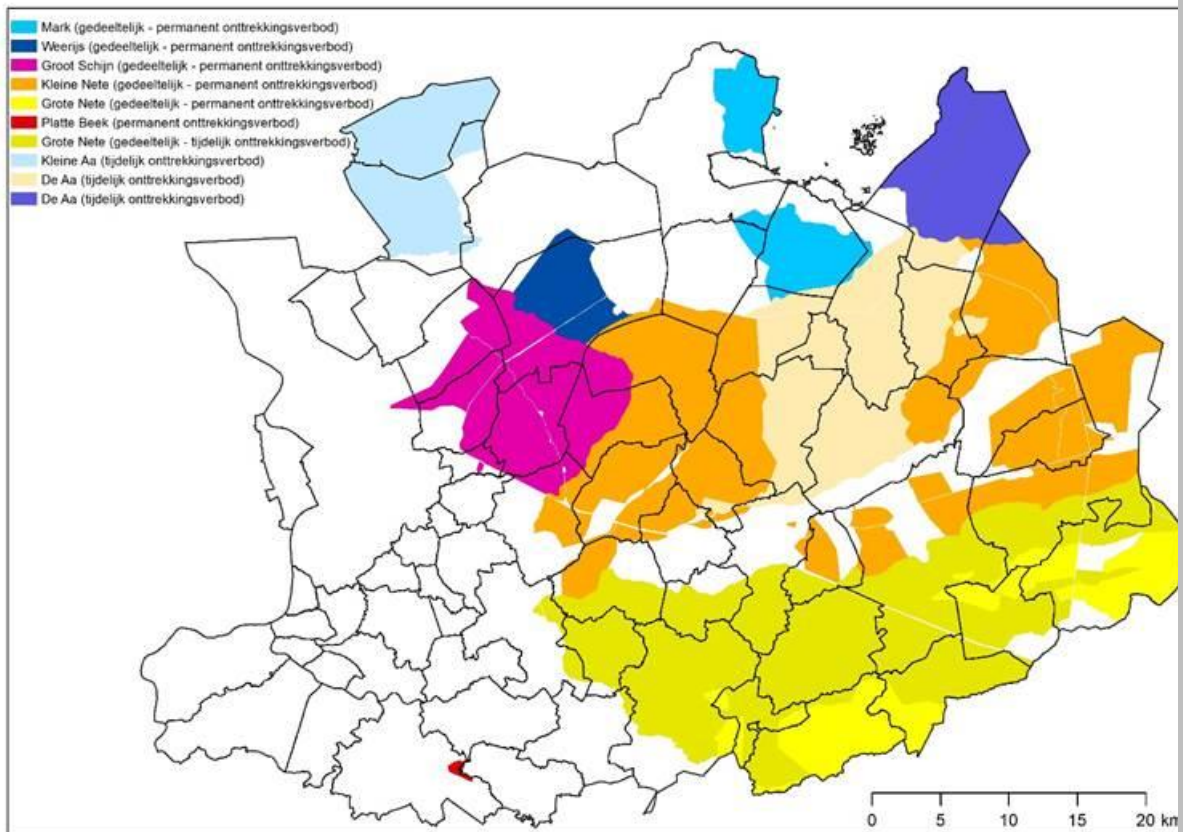 Mark (gedeeltelijk - permanent onttrekkingsverbod)
Weerijs (gedeeltelijk - permanent onttrekkingsverbod)
Groot Schijn (gedeeltelijk - permanent onttrekkingsverbod)
Kleine Nete (gedeeltelijk - permanent onttrekkingsverbod)
Grote Nete (gedeeltelijk - permanent onttrekkingsverbod)
Platte Beek (permanent onttrekkingsverbod)
Grote Nete (gedeeltelijk - tijdelijk onttrekkingsverbod)
Kleine Aa (tijdelijk onttrekkingsverbod)
De Aa (tijdelijk onttrekkingsverbod)
De Aa (tijdelijk onttrekkingsverbod)
0 5 10 15 20 km